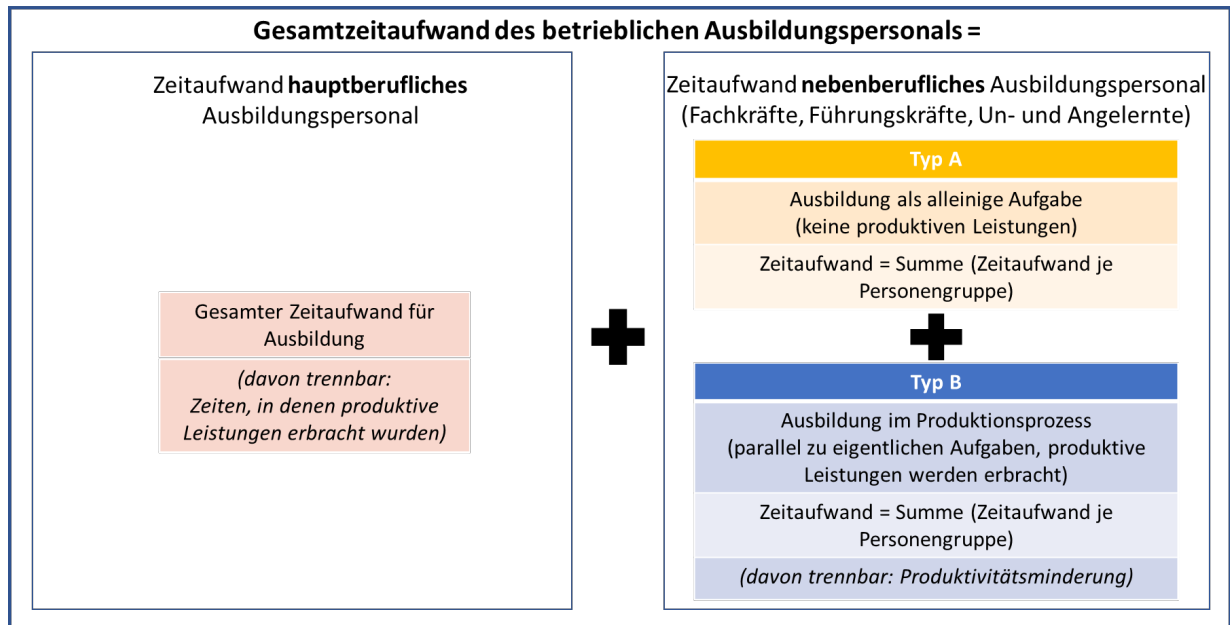 Gesamtzeitaufwand des betrieblichen Ausbildungspersonals =
Zeitaufwand hauptberufliches
Ausbildungspersonal
Gesamter Zeitaufwand für
Ausbildung
(davon trennbar:
Zeiten, in denen produktive
Leistungen erbracht wurden)
Zeitaufwand nebenberufliches Ausbildungspersonal
(Fachkräfte, Führungskräfte, Un- und Angelernte)
Typ A
Ausbildung als alleinige Aufgabe
(keine produktiven Leistungen)
Zeitaufwand = Summe (Zeitaufwand je
Personengruppe)
Typ B
Ausbildung im Produktionsprozess
(parallel zu eigentlichen Aufgaben, produktive
Leistungen werden erbracht)
Zeitaufwand = Summe (Zeitaufwand je
Personengruppe)
(davon trennbar: Produktivitätsminderung)